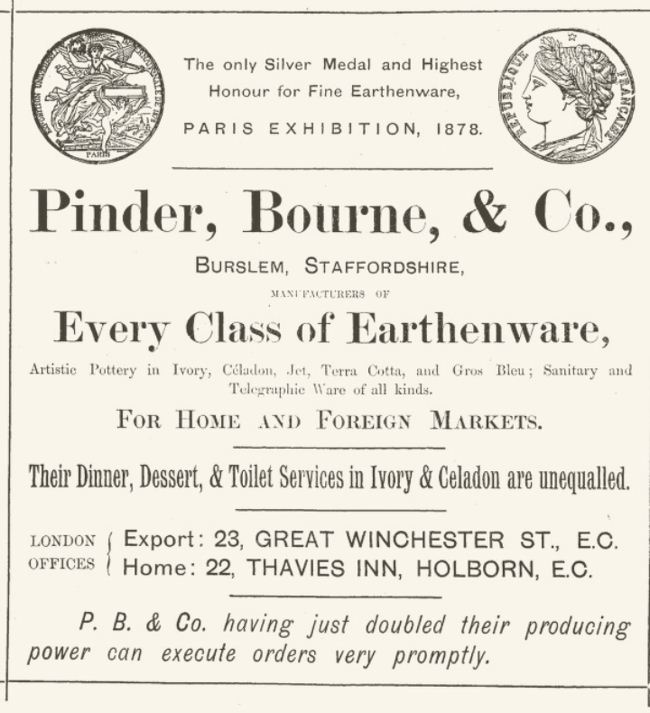 The only Silver Medal and Highest
Honour for Fine Earthenware,
PARIS EXHIBITION, 1878.
PARIS
RÉPUBLIQUE FRANÇAISE
Pinder, Bourne, & Co.,
BURSLEM, STAFFORDSHIRE,
MANUFACTURERS OF
Every Class of Earthenware,
Artistic Pottery in Ivory, Céladon, Jet, Terra Cotta, and Gros Bleu; Sanitary and
Telegraphic Ware of all kinds.
FOR HOME AND FOREIGN MARKETS.
Their Dinner, Dessert, & Toilet Services in Ivory & Celadon are unequalled.
LONDON OFFICES { Export: 23, GREAT WINCHESTER ST., E.C.
Home: 22, THAVIES INN, HOLBORN, E.C.
P. B. & Co. having just doubled their producing
power can execute orders very promptly.